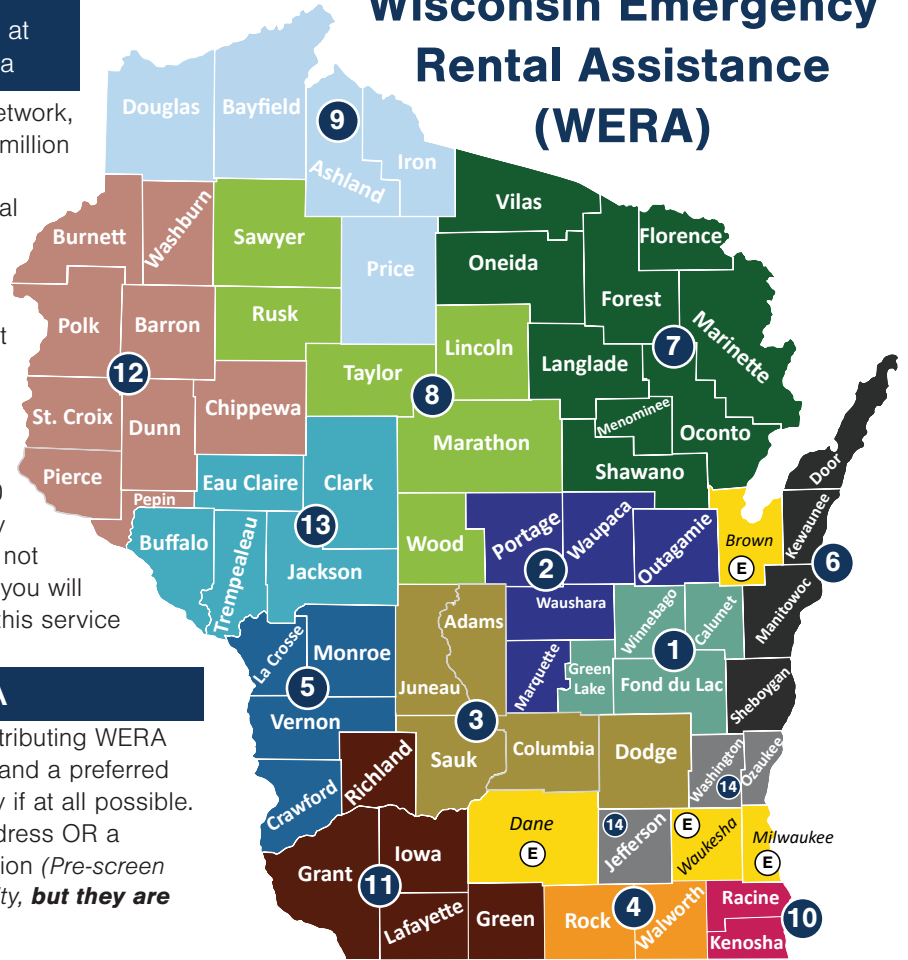 Wisconsin Emergency
Rental Assistance
(WERA)
at
a
etwork,
million
al
t
0
y
not
you will
this service
A
tributing WERA
and a preferred
y if at all possible.
dress OR a
tion (Pre-screen
ity, but they are
Douglas
Bayfield
9
Ashland
Iron
Vilas
Burnett
Washburn
Sawyer
Price
Oneida
Florence
Forest
Polk
Barron
Rusk
Lincoln
Langlade
7
Marinette
12
Taylor
8
Menominee
Oconto
St. Croix
Dunn
Chippewa
Marathon
Shawano
Pierce
Pepin
Eau Claire
Clark
Door
Buffalo
Trempealeau
13
Jackson
Wood
Portage
Waupaca
2
Outagamie
Brown
E
Kewaunee
6
Manitowoc
Waushara
Winnebago
Calumet
1
Adams
Juneau
La Crosse
Monroe
5
Marquette
Green
Lake
Fond du Lac
Sheboygan
Vernon
3
Sauk
Columbia
Dodge
Washington
14
Ozaukee
Crawford
Richland
Dane
E
14
Jefferson
E
Waukesha
Milwaukee
E
Grant
Iowa
11
Lafayette
Green
Rock
4
Walworth
Racine
10
Kenosha